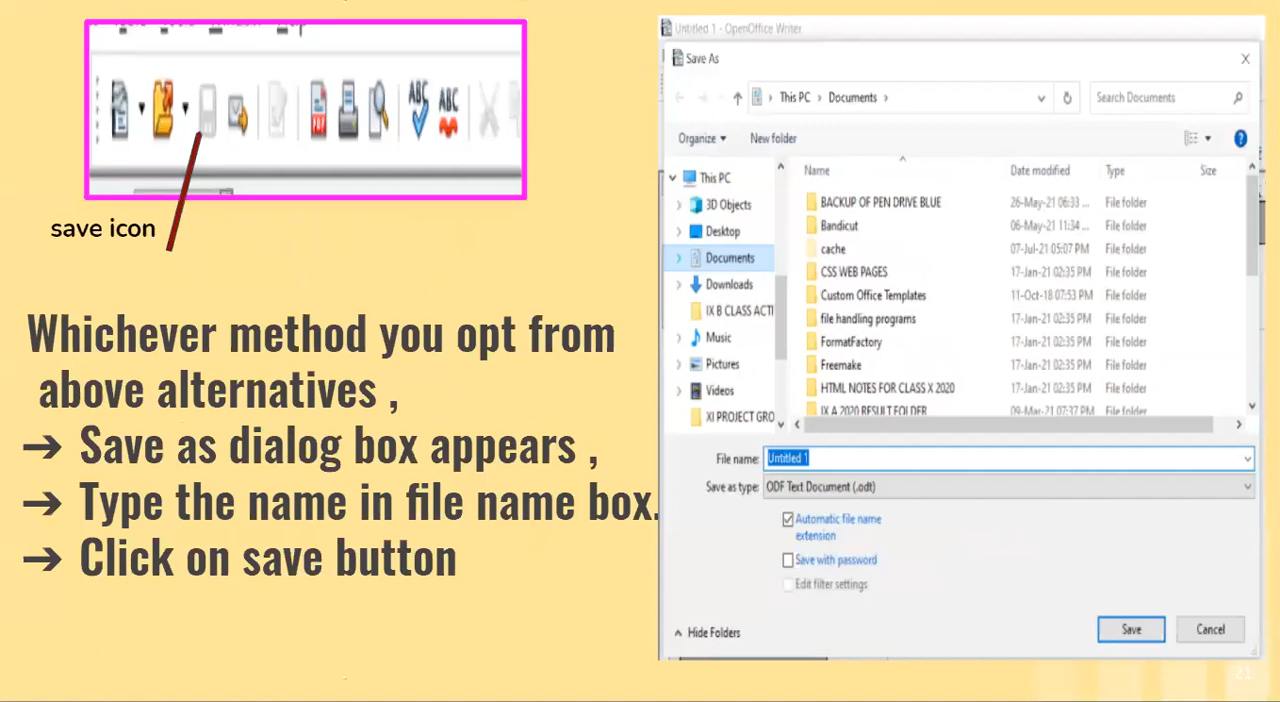 ABC
ABC
save icon
Whichever method you opt from
above alternatives ,
➔ Save as dialog box appears ,
➔ Type the name in file name box.
➔ Click on save button
Untitled 1 - OpenOffice Writer
Save As
This PC > Documents >
Search Documents
Organize
New folder
Name Date modified Type Size
This PC
3D Objects
Desktop
Documents
Downloads
IX B CLASS ACTI
Music
Pictures
Videos
XI PROJECT GRO
BACKUP OF PEN DRIVE BLUE 26-May-21 06:33 ... File folder
Bandicut 06-May-21 11:34 ... File folder
cache 07-Jul-21 05:07 PM File folder
CSS WEB PAGES 17-Jan-21 02:35 PM File folder
Custom Office Templates 11-Oct-18 07:53 PM File folder
file handling programs 17-Jan-21 02:35 PM File folder
FormatFactory 17-Jan-21 02:35 PM File folder
Freemake 17-Jan-21 02:35 PM File folder
HTML NOTES FOR CLASS X 2020 17-Jan-21 02:35 PM File folder
IX A 2020 RESULT FOLDER 09-Mar-21 07:37 PM File folder
File name: Untitled 1
Save as type: ODF Text Document (.odt)
Automatic file name
extension
Save with password
Edit filter settings
Hide Folders
Save
Cancel
21